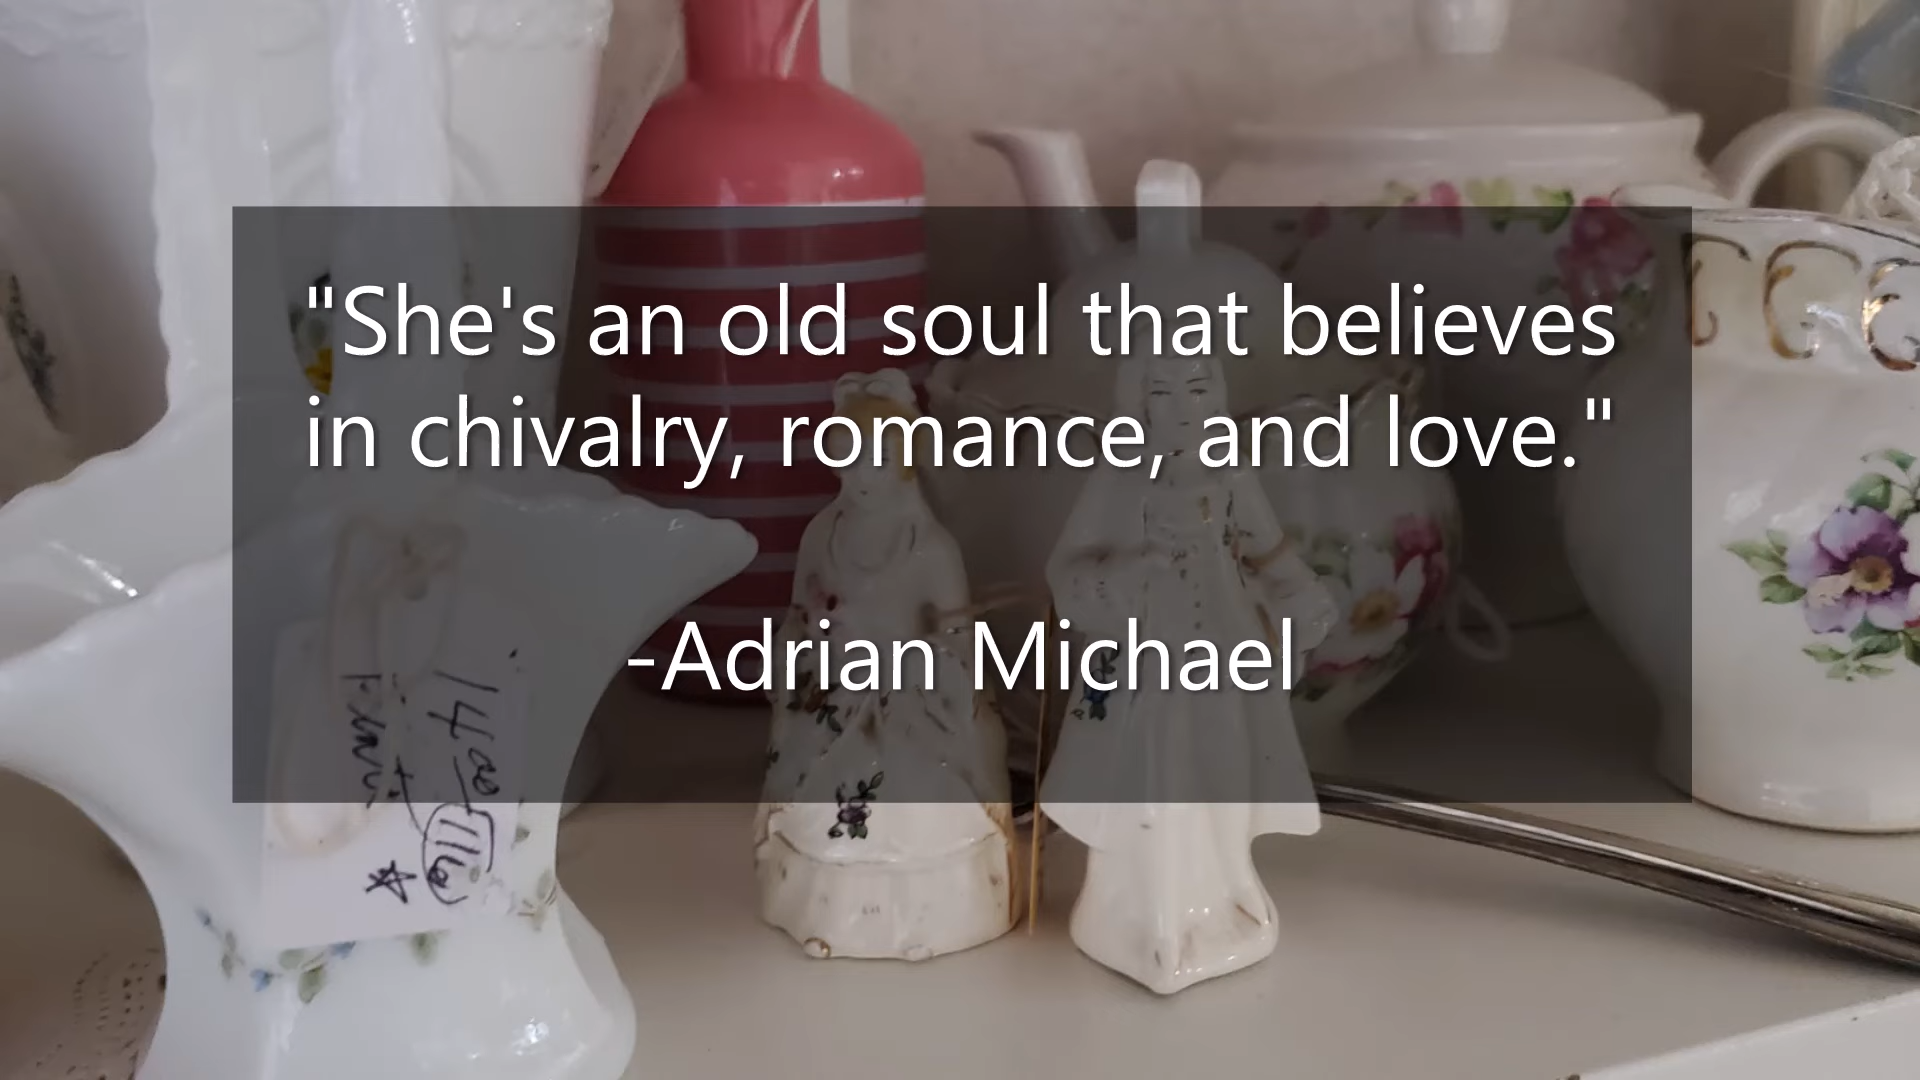 "She's an old soul that believes
in chivalry, romance, and love."
-Adrian Michael